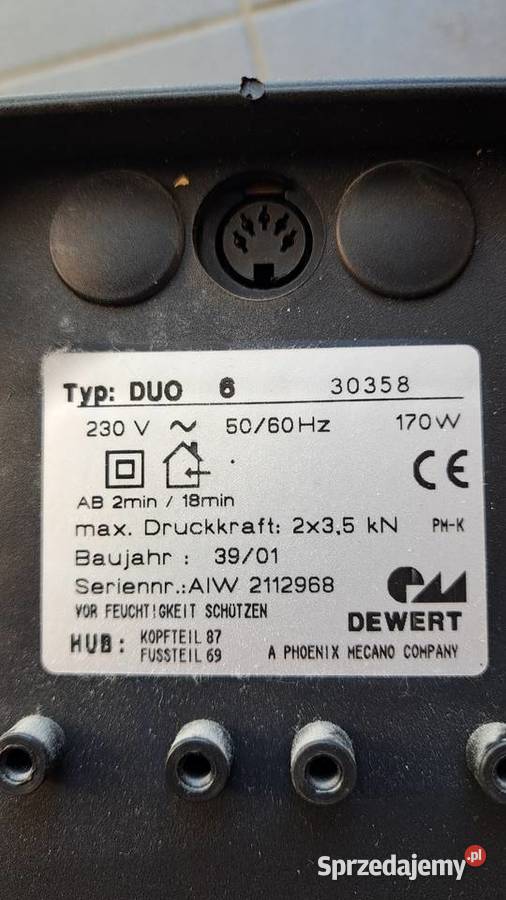 Typ: DUO 6 30358
230 V ~ 50/60Hz 170W
CE
AB 2min / 18min
max. Druckkraft: 2x3,5 kN PM-K
Baujahr : 39/01
Seriennr.:AIW 2112968
VOR FEUCHTIGKEIT SCHÜTZEN
DEWERT
HUB: KOPFTEIL 87
FUSSTEIL 69
A PHOENIX MECANO COMPANY
Sprzedajemy.pl